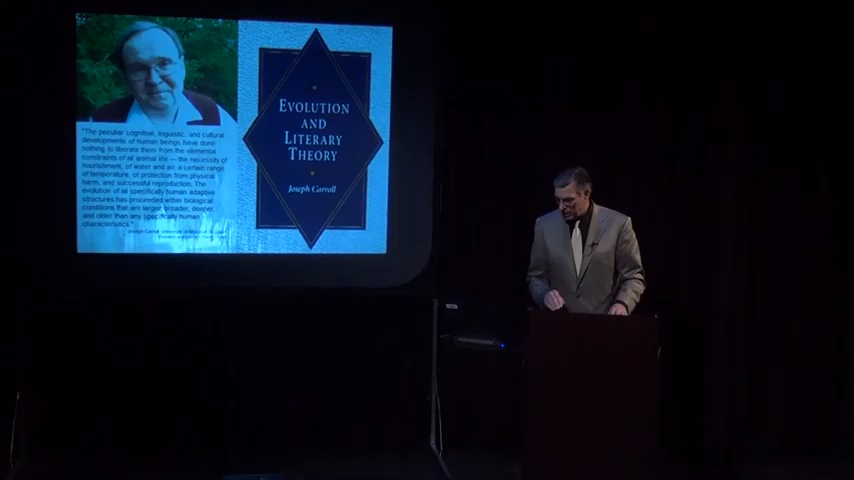 "The peculiar cognitive, linguistic, and cultural
developments of human beings have done
nothing to liberate them from the elemental
constraints of all animal life — the necessity of
nourishment, of water and air, a certain range
of temperature, of protection from physical
harm, and successful reproduction. The
evolution of all specifically human adaptive
structures has proceeded within biological
conditions that are larger, broader, deeper,
and older than any specifically human
characteristics."
Joseph Carroll, University of
EVOLUTION
AND
LITERARY
THEORY
Joseph Carroll